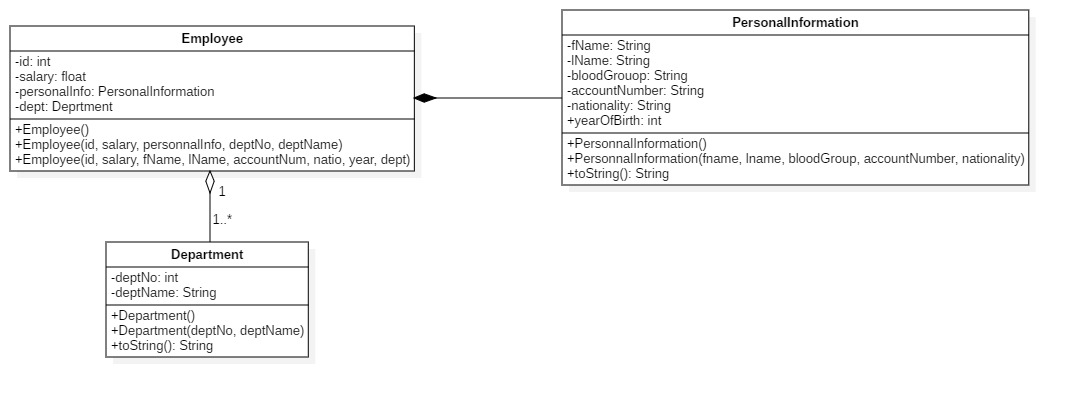 Employee
-id: int
-salary: float
-personalInfo: PersonalInformation
-dept: Deprtment
+Employee()
+Employee(id, salary, personnalInfo, deptNo, deptName)
+Employee(id, salary, fName, lName, accountNum, natio, year, dept)
PersonalInformation
-fName: String
-lName: String
-bloodGrouop: String
-accountNumber: String
-nationality: String
+yearOfBirth: int
+PersonnalInformation()
+PersonnalInformation(fname, lname, bloodGroup, accountNumber, nationality)
+toString(): String
1
1..*
Department
-deptNo: int
-deptName: String
+Department()
+Department(deptNo, deptName)
+toString(): String